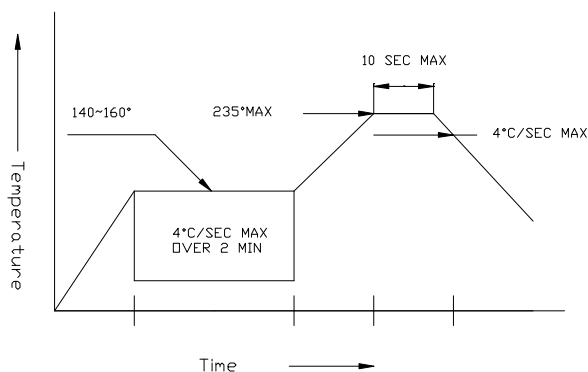 10 SEC MAX
140~160°
235°MAX
4°C/SEC MAX
4°C/SEC MAX
OVER 2 MIN
Temperature
Time